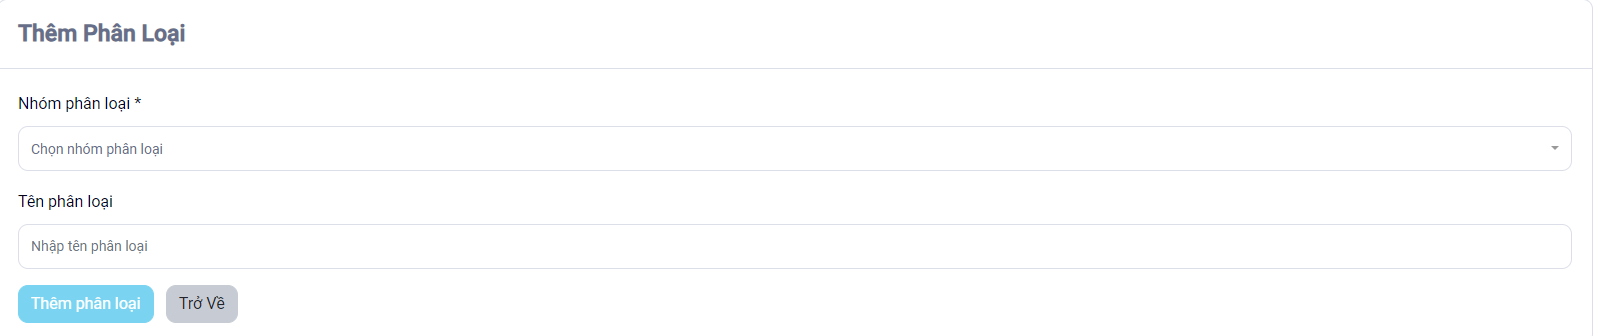 Thêm Phân Loại
Nhóm phân loại *
Chọn nhóm phân loại
Tên phân loại
Nhập tên phân loại
Thêm phân loại Trở Về